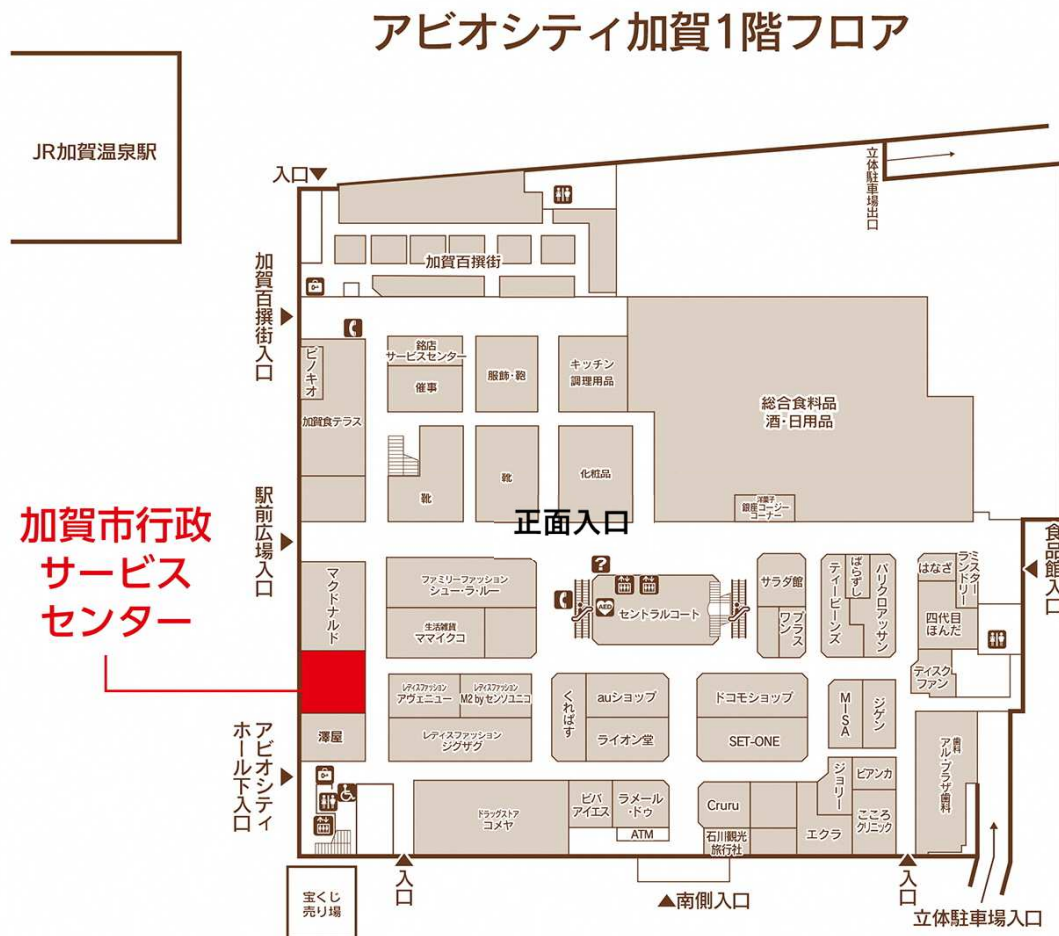 アビオシティ加賀1階フロア
JR加賀温泉駅
入口▼
立体駐車場出口
加賀百撰街
加賀百撰街入口
ピノキオ
加賀食テラス
銘店
サービスセンター
催事
服飾・鞄
キッチン
調理用品
総合食料品
酒・日用品
靴
靴
化粧品
洋菓子
銀座コージー
コーナー
駅前広場入口
正面入口
食品館入口
加賀市行政
サービス
センター
マクドナルド
ファミリーファッション
シュー・ラ・ルー
生活雑貨
ママイクコ
?
AED
セントラルコート
サラダ館
ワン
プラス
ティービーンズ
ばらずし
パリクロアッサン
はなざ
ミスター
ランドリー
四代目
ほんだ
ディスク
ファン
レディスファッション
アヴェニュー
レディスファッション
M2 by センソユニコ
くればす
auショップ
ドコモショップ
MISA
ジゲン
澤屋
レディスファッション
ジグザグ
ライオン堂
SET-ONE
アビオシティ
ホール下入口
歯科
アル・プラザ歯科
ドラッグストア
コメヤ
ビバ
アイエス
ラメール
・ドゥ
ATM
Cruru
石川観光
旅行社
ジョリー
エクラ
ビアンカ
こころ
クリニック
宝くじ
売り場
入口
▲南側入口
入口
立体駐車場入口